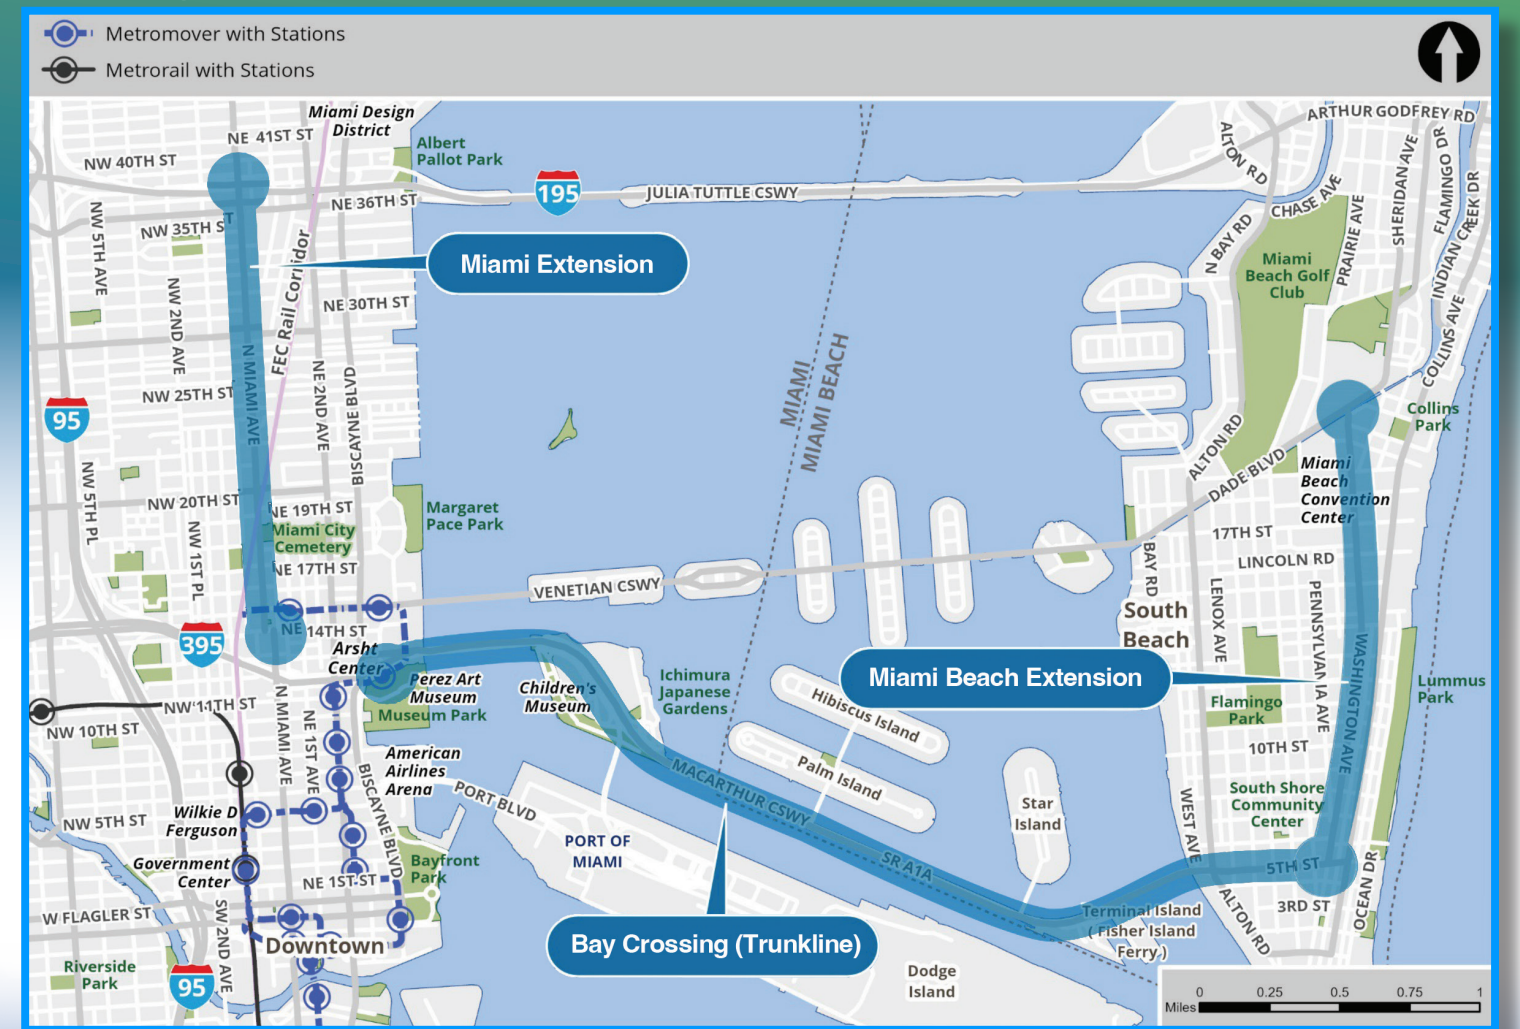 Metromover with Stations
Metrorail with Stations
Miami Design
District
NE 41ST ST
NW 40TH ST
Albert
Pallot Park
ARTHUR GODFREY RD
ALTON RD
195
JULIA TUTTLE CSWY
NE 36TH ST
NW 35TH ST
CHASE AVE
N BAY RD
PRAIRIE AVE
SHERIDAN AVE
FLAMINGO DR
INDIAN CREEK DR
NW 5TH AVE
NW 2ND AVE
FEC Rail Corridor
Miami Extension
Miami
Beach Golf
Club
NE 30TH ST
N MIAMI AVE
NE 2ND AVE
BISCAYNE BLVD
MIAMI
MIAMI BEACH
COLLINS AVE
NW 25TH ST
95
Collins
Park
ALTON RD
DADE BLVD
Miami
Beach
Convention
Center
NW 5TH PL
NW 20TH ST
NE 19TH ST
Margaret
Pace Park
Miami City
Cemetery
NW 1ST PL
NE 17TH ST
17TH ST
LINCOLN RD
BAY RD
LENOX AVE
PENNSYLVANIA AVE
WASHINGTON AVE
VENETIAN CSWY
South
Beach
395
NE 14TH ST
Arsht
Center
Perez Art
Museum
Museum Park
Children's
Museum
Ichimura
Japanese
Gardens
Miami Beach Extension
Lummus
Park
Hibiscus Island
Flamingo
Park
NW 11TH ST
NW 10TH ST
N MIAMI AVE
NE 1ST AVE
10TH ST
American
Airlines
Arena
BISCAYNE BLVD
PORT BLVD
MACARTHUR CSWY
Palm Island
Star
Island
South Shore
Community
Center
WEST AVE
Wilkie D
Ferguson
NW 5TH ST
PORT OF
MIAMI
Government
Center
NE 1ST ST
Bayfront
Park
SR A1A
5TH ST
3RD ST
OCEAN DR
ALTON RD
W FLAGLER ST
SW 2ND AVE
Downtown
Bay Crossing (Trunkline)
Terminal Island
( Fisher Island
Ferry )
Riverside
Park
95
Dodge
Island
0 0.25 0.5 0.75 1
Miles